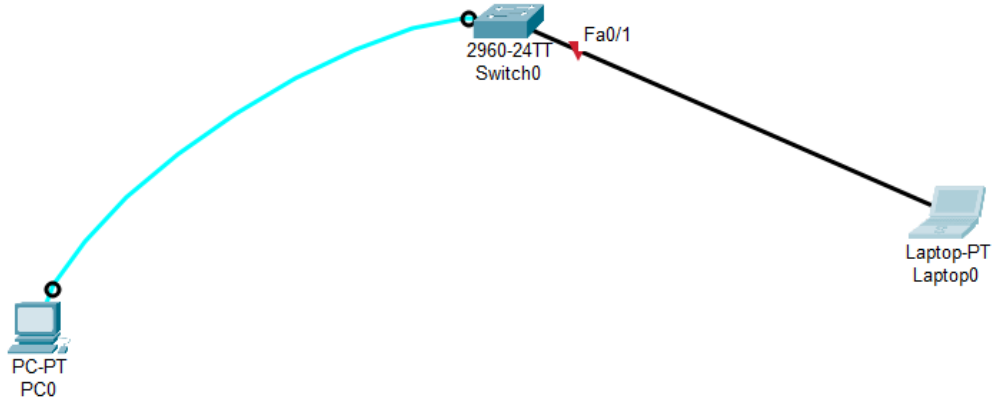 Fa0/1
2960-24TT
Switch0
Laptop-PT
Laptop0
PC-PT
PC0